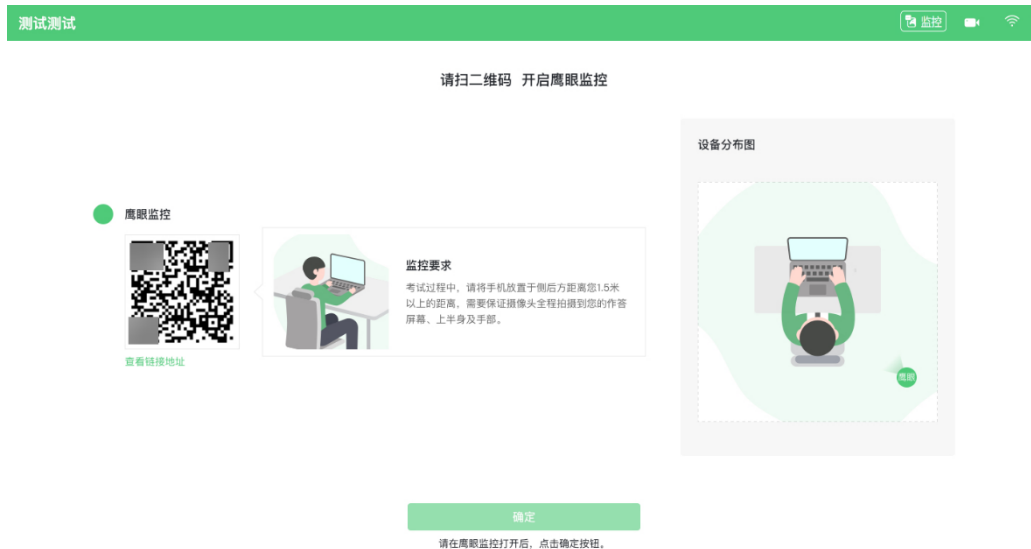 测试测试
监控
请扫二维码 开启鹰眼监控
设备分布图
鹰眼监控
监控要求
考试过程中，请将手机放置于侧后方距离您1.5米
以上的距离，需要保证摄像头全程拍摄到您的作答
屏幕、上半身及手部。
查看链接地址
鹰眼
确定
请在鹰眼监控打开后，点击确定按钮。